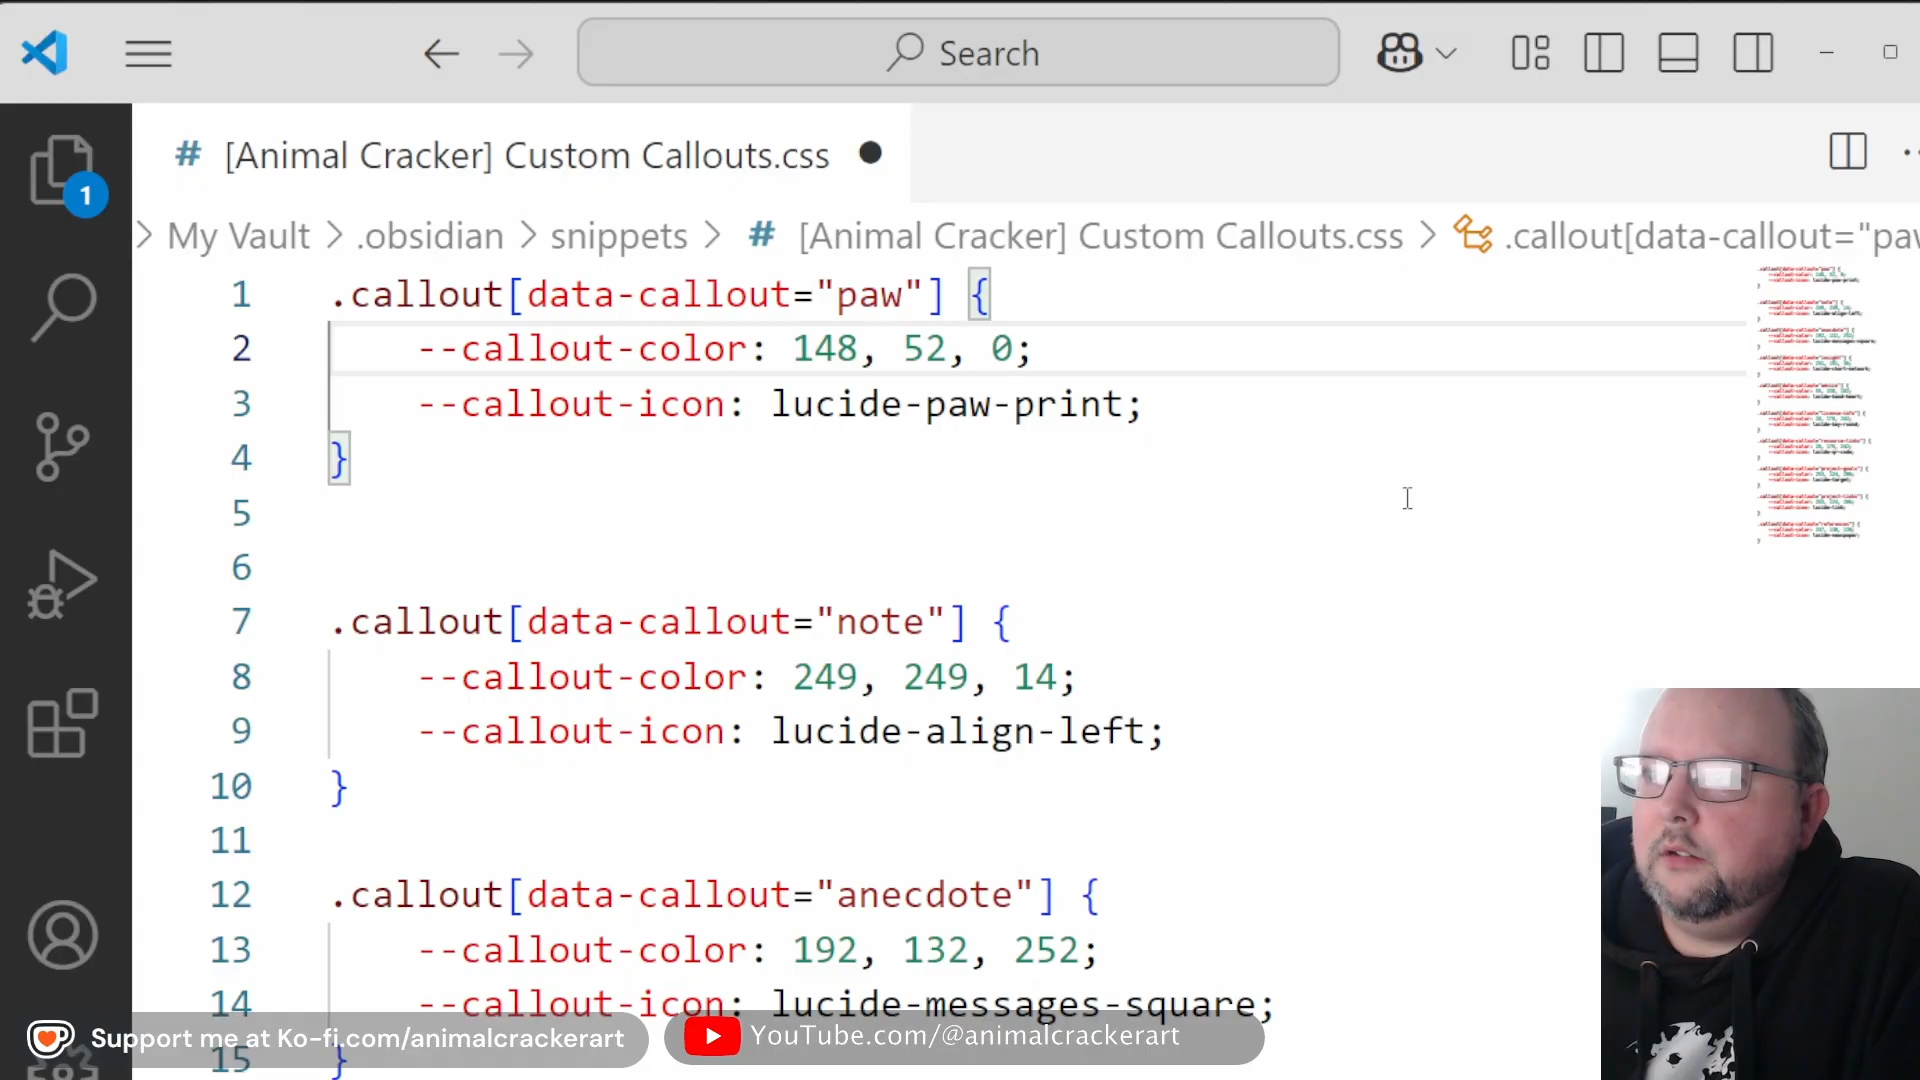 Search
1
# [Animal Cracker] Custom Callouts.css
My Vault > .obsidian > snippets > # [Animal Cracker] Custom Callouts.css > .callout[data-callout="paw
1 .callout[data-callout="paw"] {
2 --callout-color: 148, 52, 0;
3 --callout-icon: lucide-paw-print;
4 }
5
6
7 .callout[data-callout="note"] {
8 --callout-color: 249, 249, 14;
9 --callout-icon: lucide-align-left;
10 }
11
12 .callout[data-callout="anecdote"] {
13 --callout-color: 192, 132, 252;
14 --callout-icon: lucide-messages-square;
15 }
Support me at Ko-fi.com/animalcrackerart
YouTube.com/@animalcrackerart